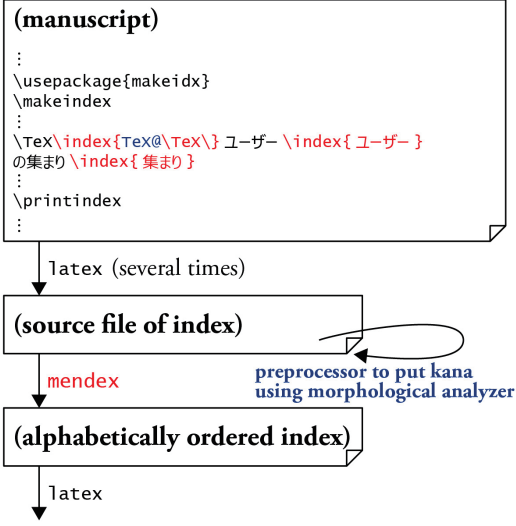 (manuscript)
⋮
\usepackage{makeidx}
\makeindex
⋮
\TeX\index{TeX@\TeX\} ユーザー \index{ ユーザー }
の集まり \index{ 集まり }
⋮
\printindex
⋮
latex (several times)
(source file of index)
preprocessor to put kana
using morphological analyzer
mendex
(alphabetically ordered index)
latex